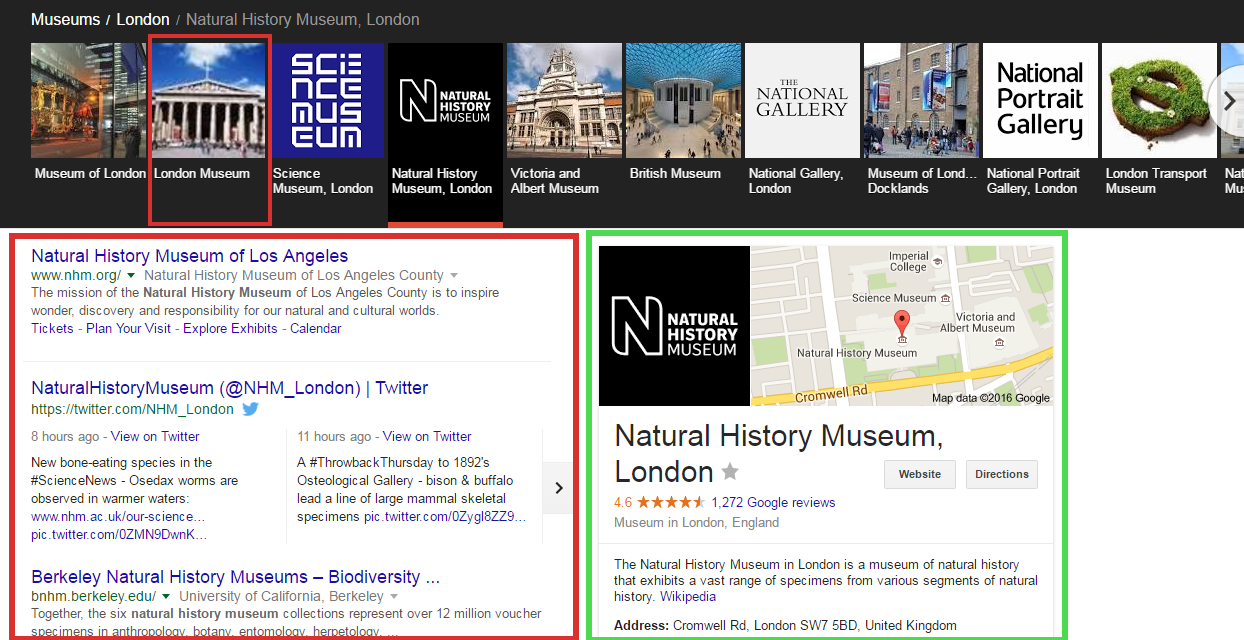 Museums / London / Natural History Museum, London
SCIENCE MUSEUM
N NATURAL HISTORY MUSEUM
THE NATIONAL GALLERY
National Portrait Gallery
Museum of London
London Museum
Science Museum, London
Natural History Museum, London
Victoria and Albert Museum
British Museum
National Gallery, London
Museum of Lond… Docklands
National Portrait Gallery, London
London Transport Museum
Nat
Mus
Natural History Museum of Los Angeles
www.nhm.org/ Natural History Museum of Los Angeles County
The mission of the Natural History Museum of Los Angeles County is to inspire
wonder, discovery and responsibility for our natural and cultural worlds.
Tickets - Plan Your Visit - Explore Exhibits - Calendar
NaturalHistoryMuseum (@NHM_London) | Twitter
https://twitter.com/NHM_London
8 hours ago - View on Twitter
New bone-eating species in the
#ScienceNews - Osedax worms are
observed in warmer waters:
www.nhm.ac.uk/our-science…
pic.twitter.com/0ZMN9DwnK…
11 hours ago - View on Twitter
A #ThrowbackThursday to 1892's
Osteological Gallery - bison & buffalo
lead a line of large mammal skeletal
specimens pic.twitter.com/0ZygI8ZZ9…
Berkeley Natural History Museums – Biodiversity ...
bnhm.berkeley.edu/ University of California, Berkeley
Together, the six natural history museum collections represent over 12 million voucher
specimens in anthropology, botany, entomology, herpetology, ...
N NATURAL
HISTORY
MUSEUM
Imperial
College
Science Museum
Victoria and
Albert Museum
Natural History Museum
Cromwell Rd
Map data ©2016 Google
Natural History Museum,
London
Website
Directions
4.6 1,272 Google reviews
Museum in London, England
The Natural History Museum in London is a museum of natural history
that exhibits a vast range of specimens from various segments of natural
history. Wikipedia
Address: Cromwell Rd, London SW7 5BD, United Kingdom